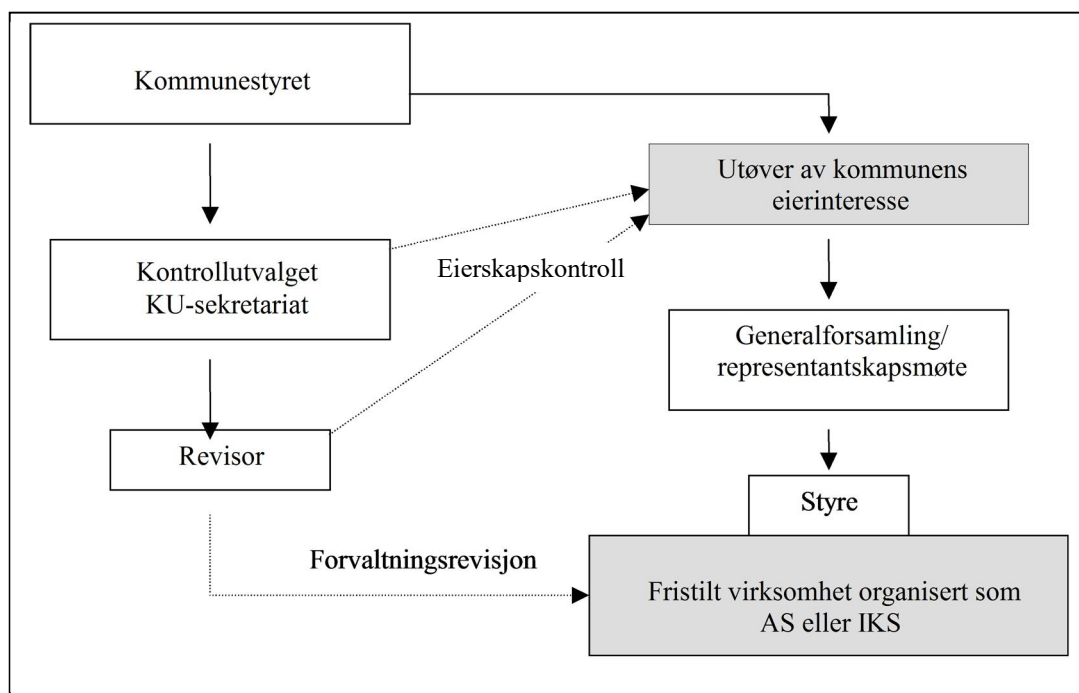 Kommunestyret
Utøver av kommunens
eierinteresse
Kontrollutvalget
KU-sekretariat
Eierskapskontroll
Generalforsamling/
representantskapsmøte
Revisor
Styre
Forvaltningsrevisjon
Fristilt virksomhet organisert som
AS eller IKS